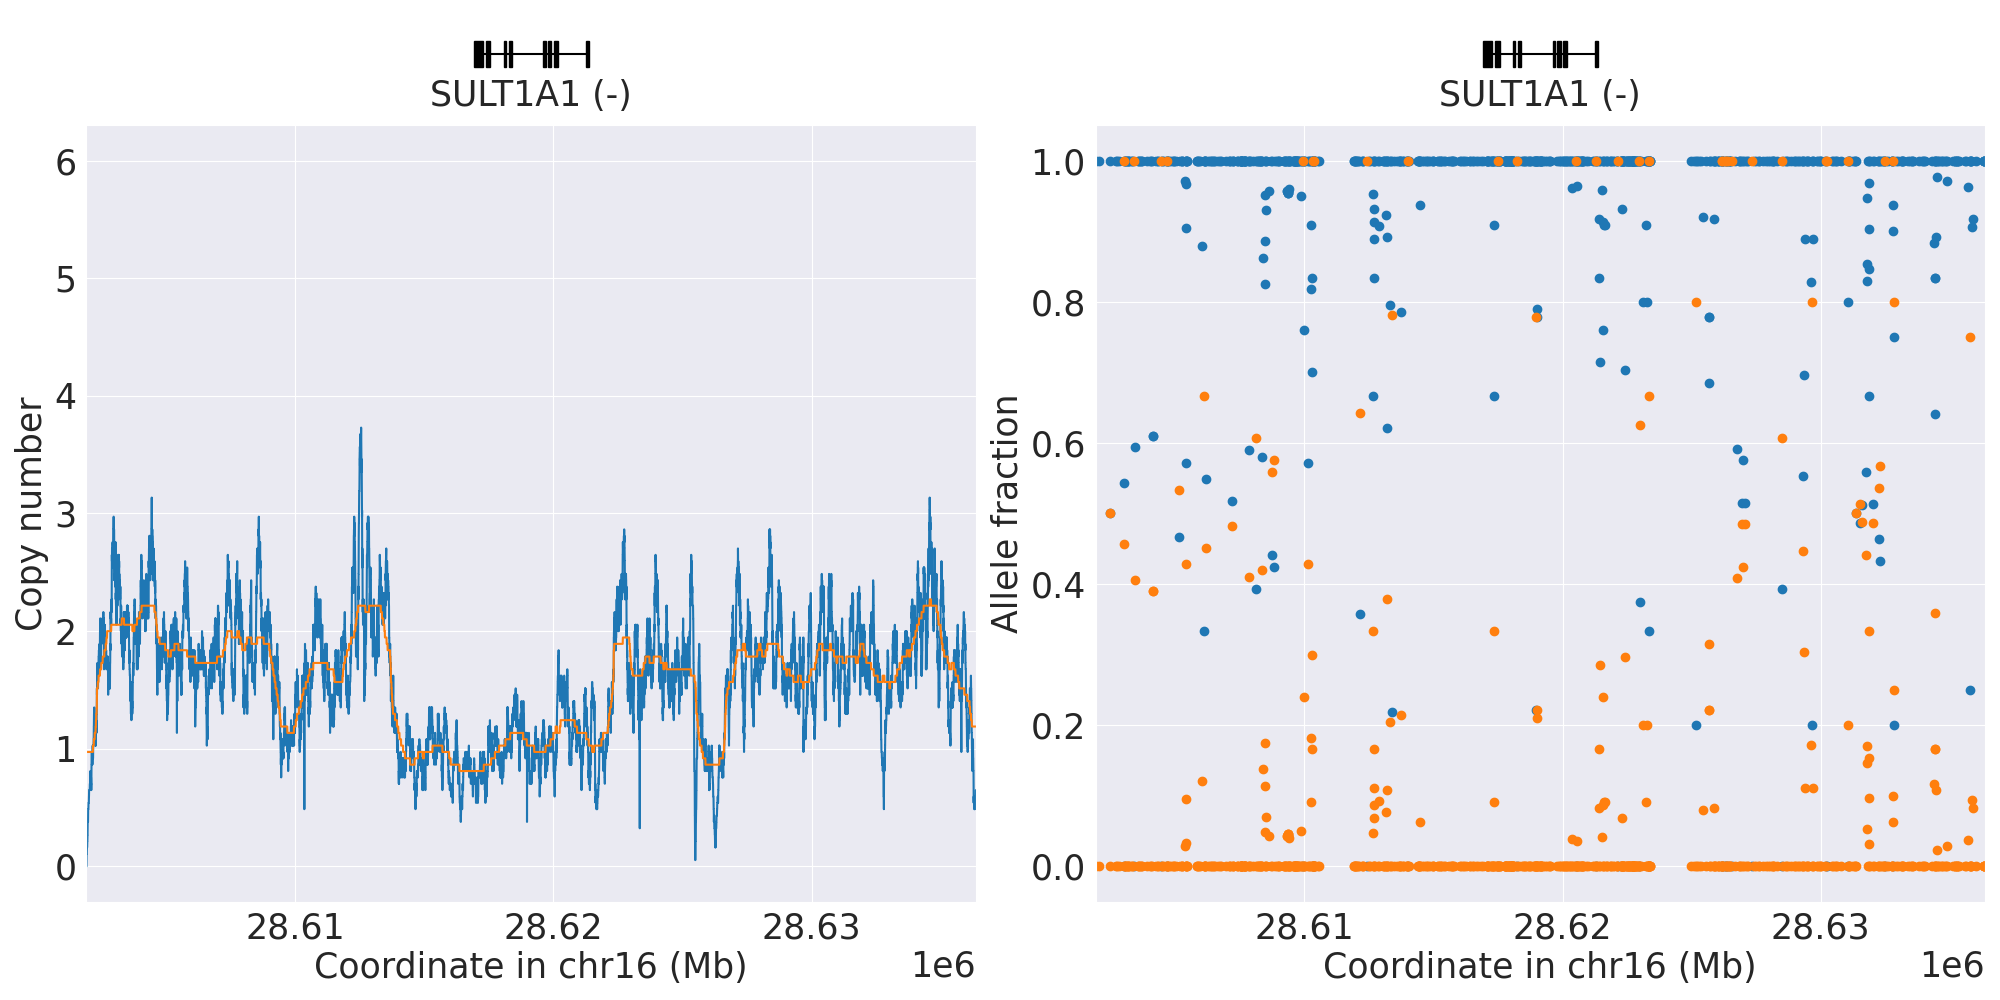 SULT1A1 (-)
6
5
4
3
2
1
0
Copy number
28.61
28.62
28.63
Coordinate in chr16 (Mb)
1e6
SULT1A1 (-)
1.0
0.8
0.6
0.4
0.2
0.0
Allele fraction
28.61
28.62
28.63
Coordinate in chr16 (Mb)
1e6